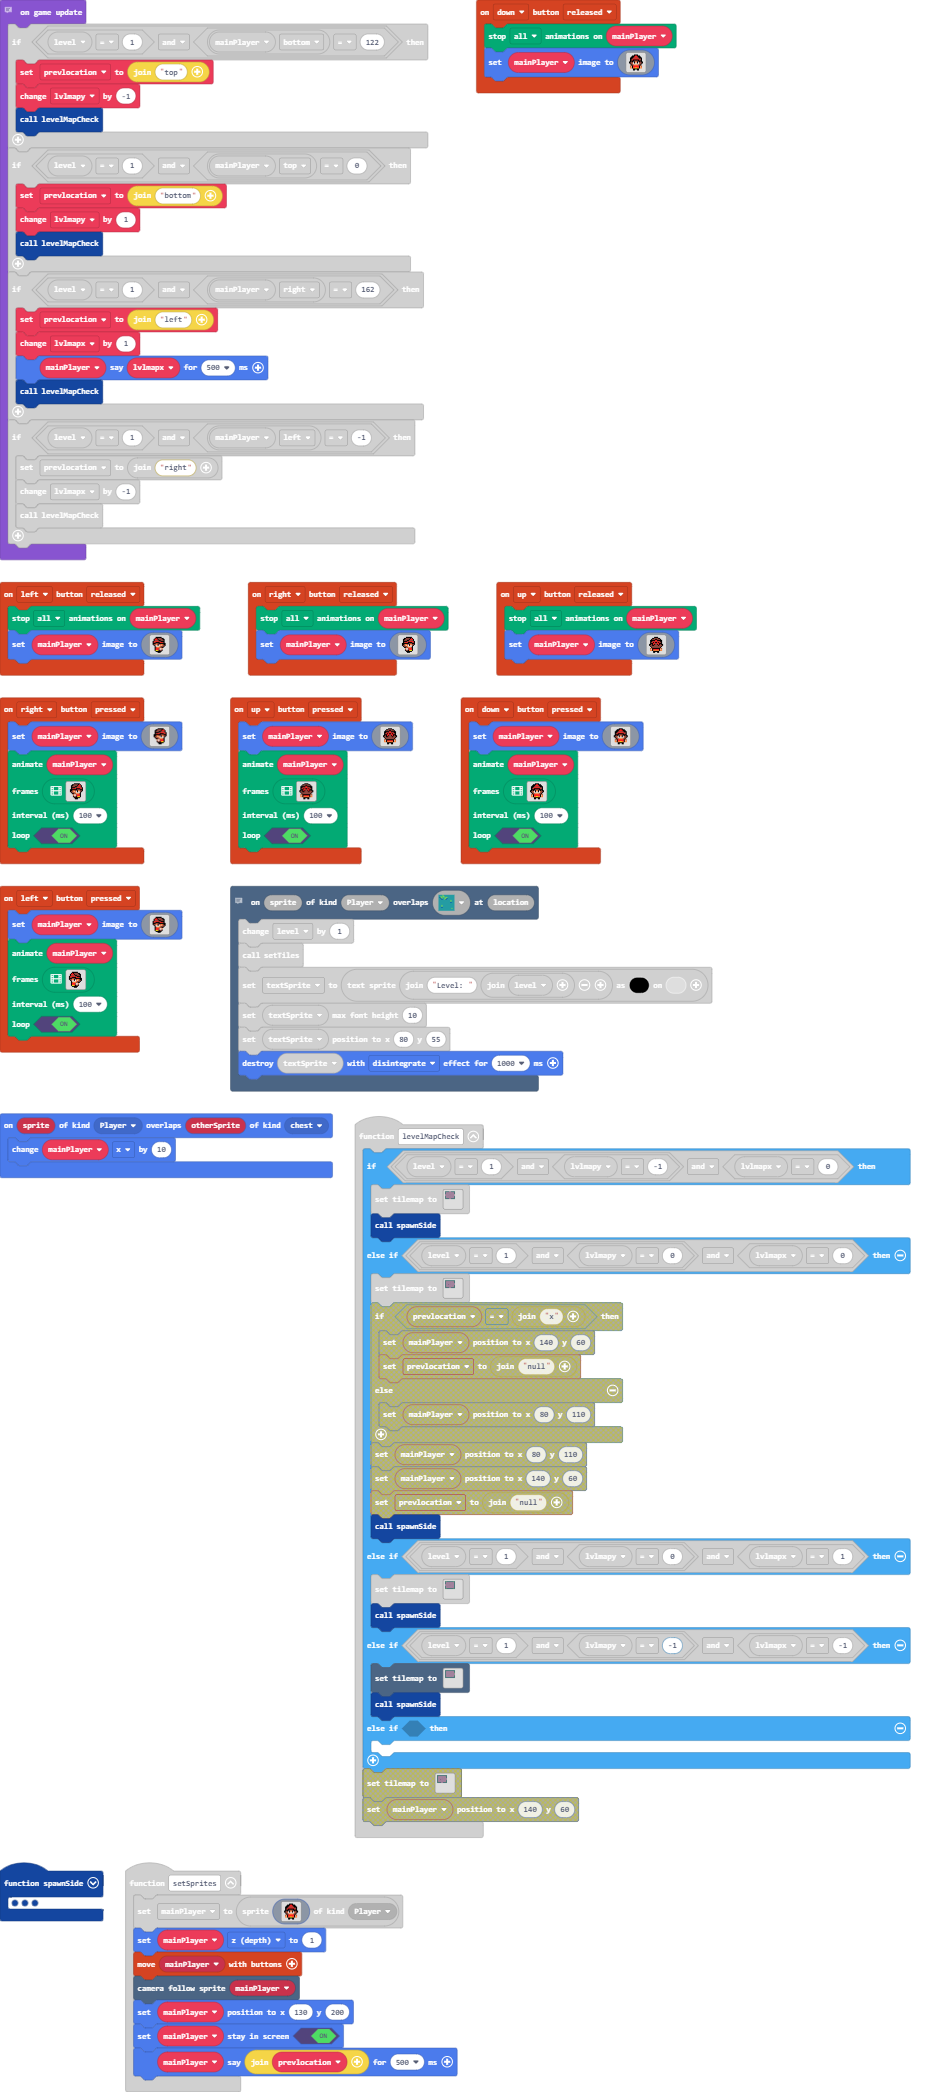 on game update
if level = 1 and mainPlayer bottom = 122 then
set prevlocation to join "top"
change lvlmapy by -1
call levelMapCheck
if level = 1 and mainPlayer top = 0 then
set prevlocation to join "bottom"
change lvlmapy by 1
call levelMapCheck
if level = 1 and mainPlayer right = 162 then
set prevlocation to join "left"
change lvlmapx by 1
mainPlayer say lvlmapx for 500 ms
call levelMapCheck
if level = 1 and mainPlayer left = -1 then
set prevlocation to join "right"
change lvlmapx by -1
call levelMapCheck
on down button released
stop all animations on mainPlayer
set mainPlayer image to
on left button released
stop all animations on mainPlayer
set mainPlayer image to
on right button released
stop all animations on mainPlayer
set mainPlayer image to
on up button released
stop all animations on mainPlayer
set mainPlayer image to
on right button pressed
set mainPlayer image to
animate mainPlayer
frames
interval (ms) 100
loop ON
on up button pressed
set mainPlayer image to
animate mainPlayer
frames
interval (ms) 100
loop ON
on down button pressed
set mainPlayer image to
animate mainPlayer
frames
interval (ms) 100
loop ON
on left button pressed
set mainPlayer image to
animate mainPlayer
frames
interval (ms) 100
loop ON
on sprite of kind Player overlaps at location
change level by 1
call setTiles
set textSprite to text sprite join "Level: " join level as on
set textSprite max font height 10
set textSprite position to x 80 y 55
destroy textSprite with disintegrate effect for 1000 ms
on sprite of kind Player overlaps otherSprite of kind chest
change mainPlayer x by 10
function levelMapCheck
if level = 1 and lvlmapy = -1 and lvlmapx = 0 then
set tilemap to
call spawnSide
else if level = 1 and lvlmapy = 0 and lvlmapx = 0 then
set tilemap to
if prevlocation = join "x" then
set mainPlayer position to x 140 y 60
set prevlocation to join "null"
else
set mainPlayer position to x 80 y 110
set mainPlayer position to x 80 y 110
set mainPlayer position to x 140 y 60
set prevlocation to join "null"
call spawnSide
else if level = 1 and lvlmapy = 0 and lvlmapx = 1 then
set tilemap to
call spawnSide
else if level = 1 and lvlmapy = -1 and lvlmapx = -1 then
set tilemap to
call spawnSide
else if then
set tilemap to
set mainPlayer position to x 140 y 60
function spawnSide
function setSprites
set mainPlayer to sprite of kind Player
set mainPlayer z (depth) to 1
move mainPlayer with buttons
camera follow sprite mainPlayer
set mainPlayer position to x 130 y 200
set mainPlayer stay in screen ON
mainPlayer say join prevlocation for 500 ms